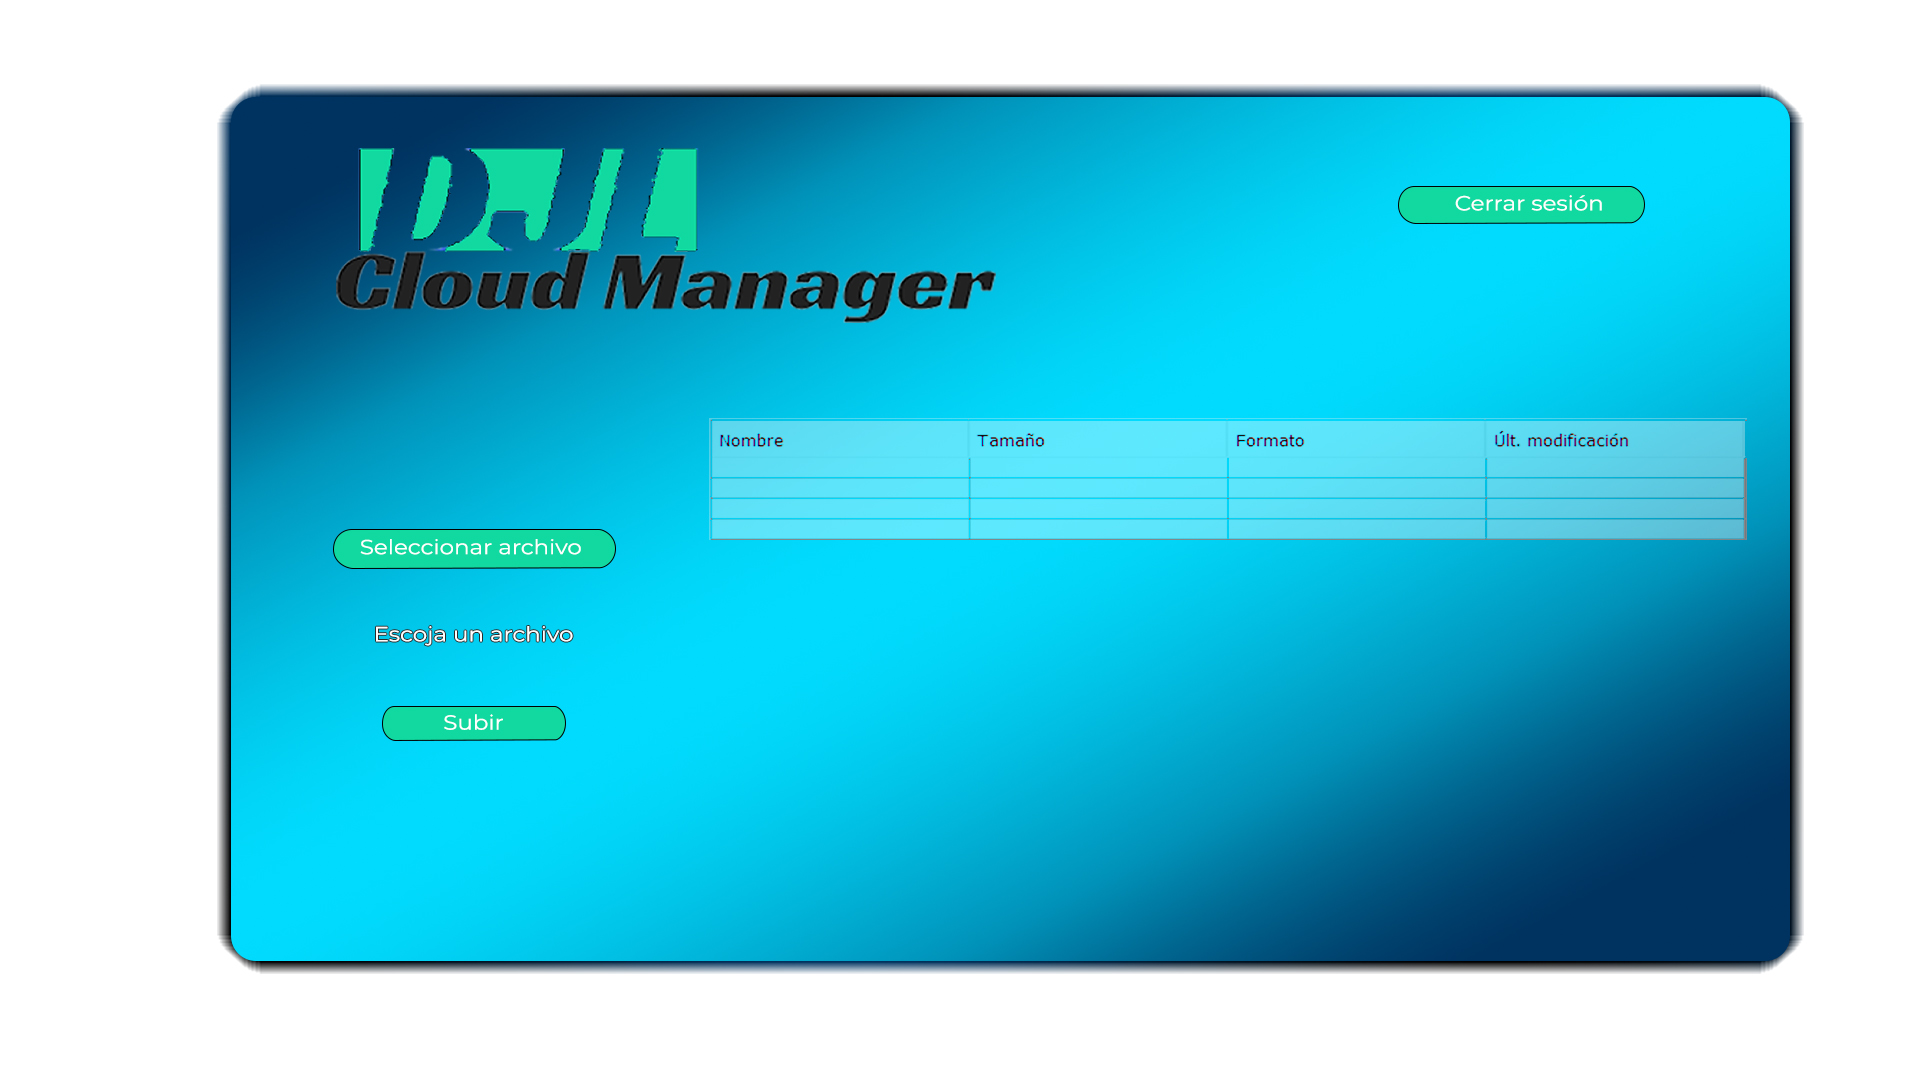 DJL
Cloud Manager
Cerrar sesión
Nombre Tamaño Formato Últ. modificación
Seleccionar archivo
Escoja un archivo
Subir